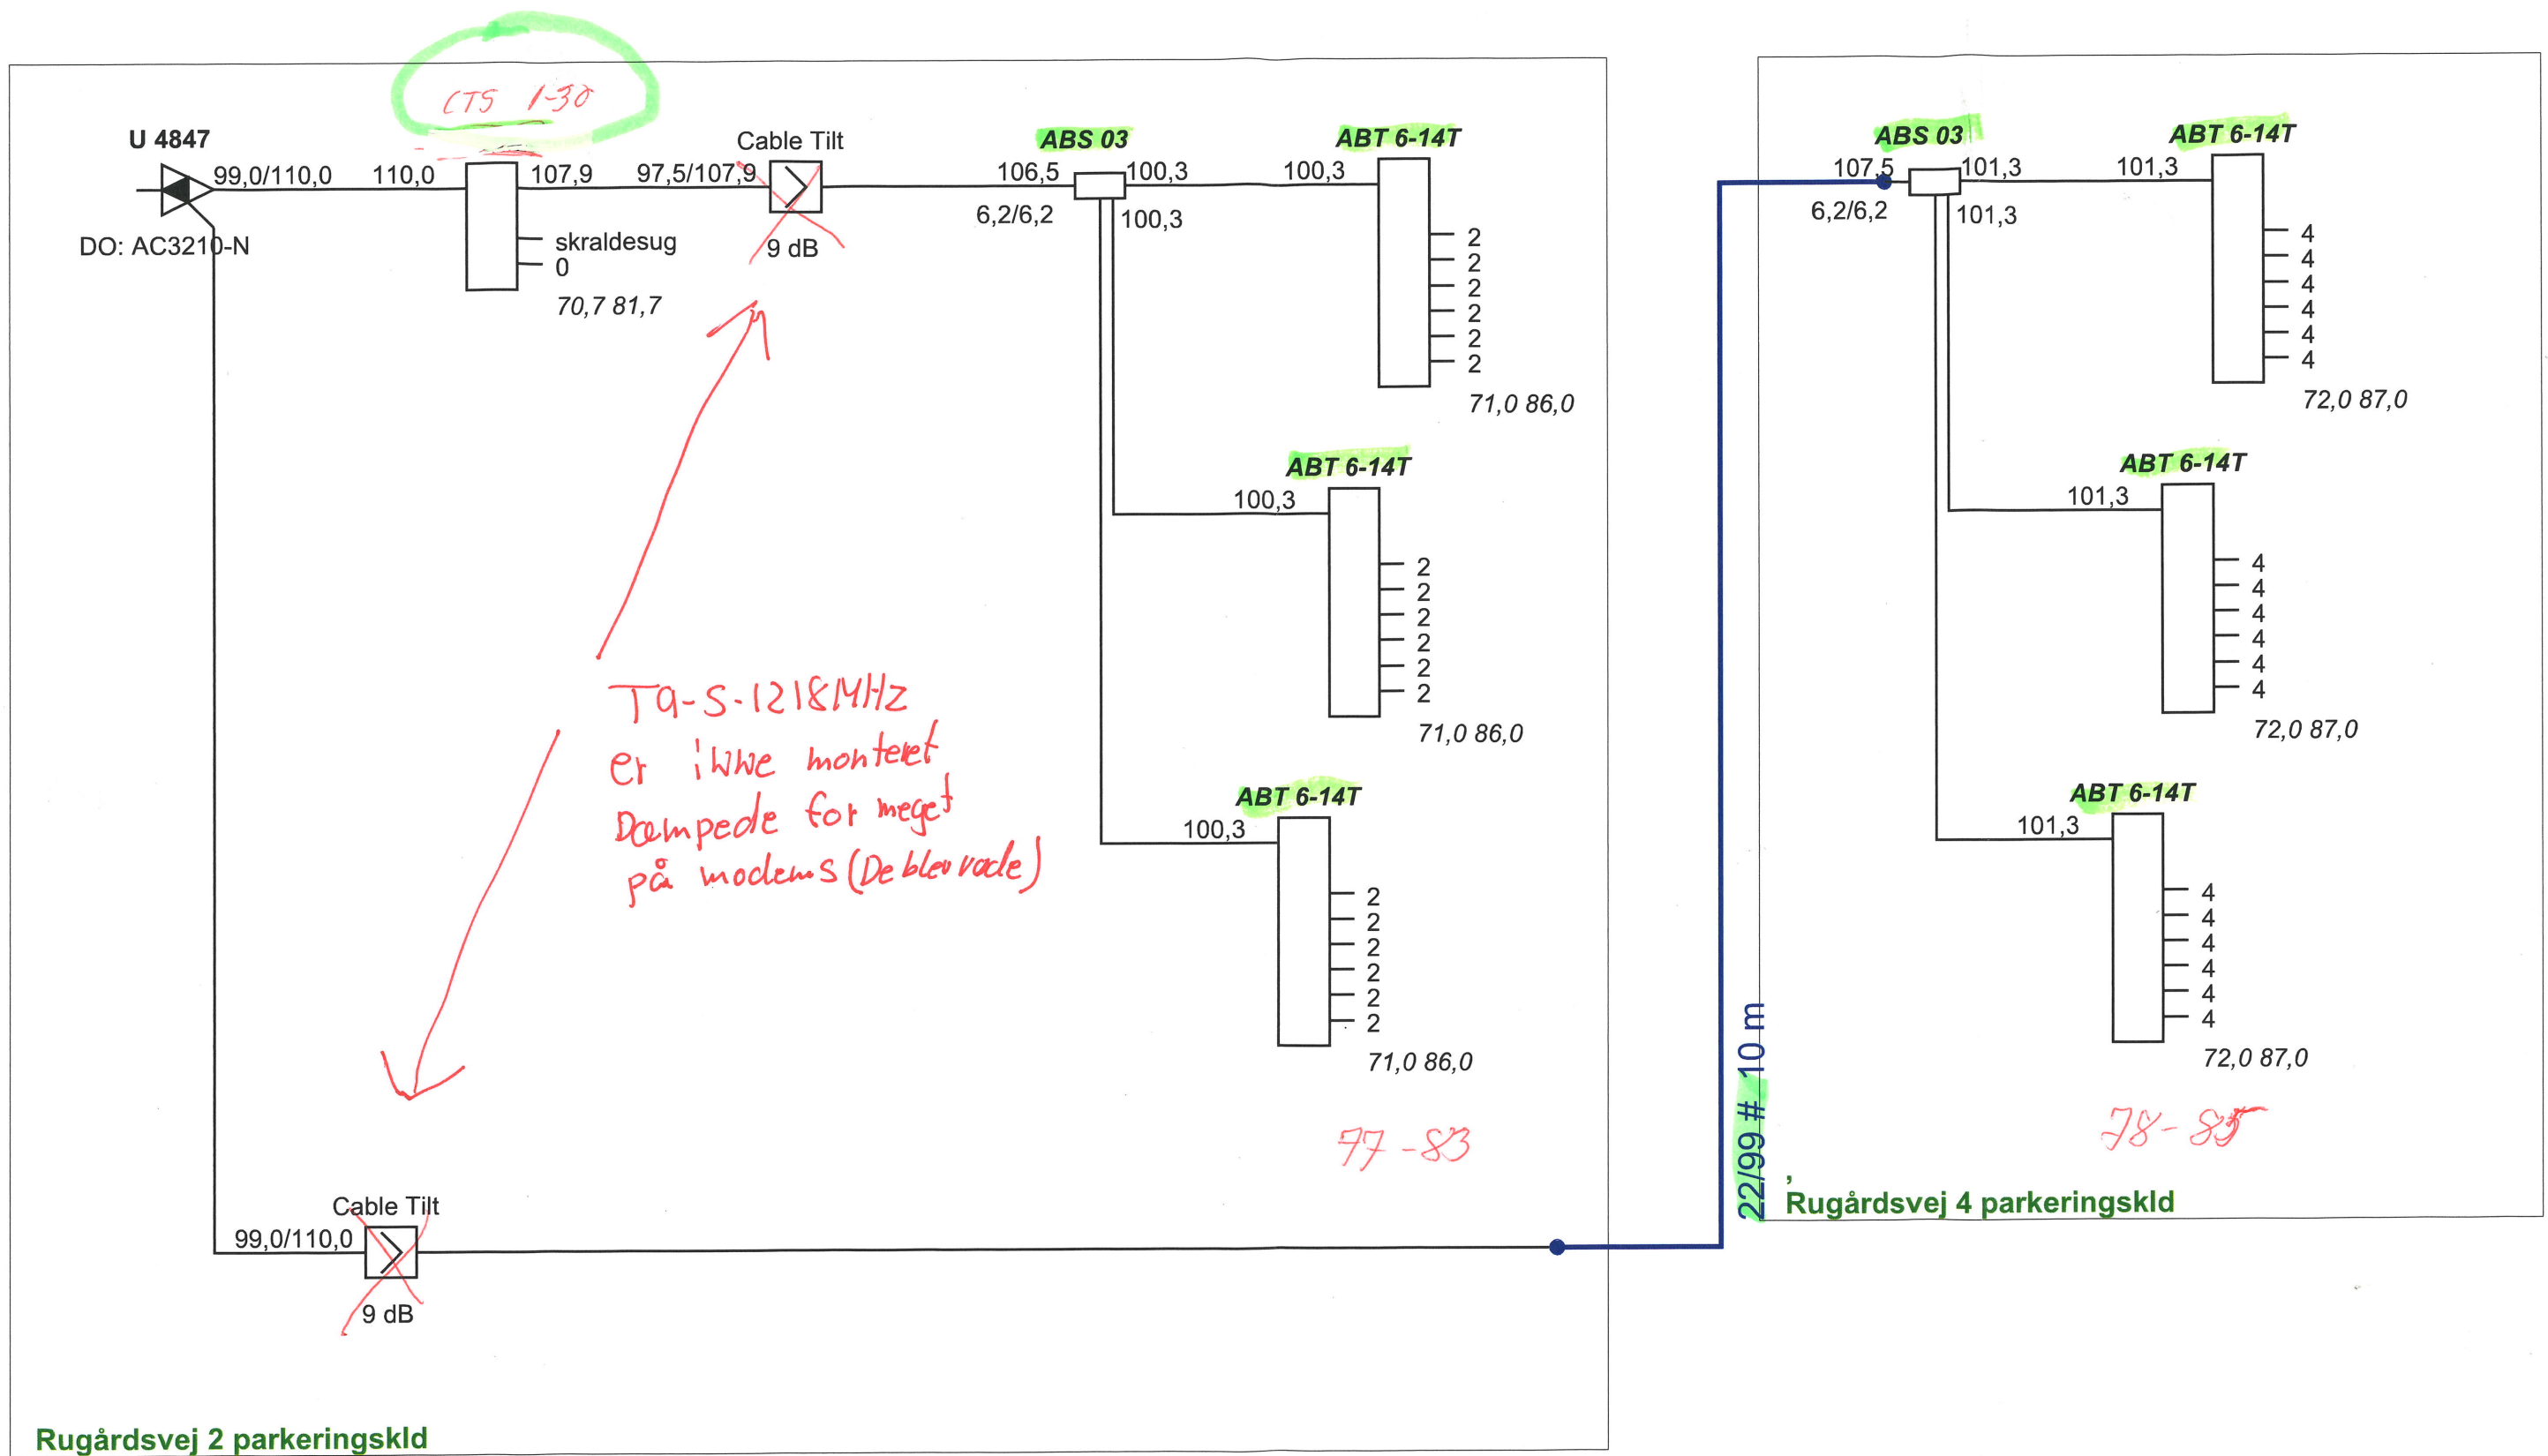 CTS 1-30
U 4847
99,0/110,0
110,0
107,9
97,5/107,9
Cable Tilt
9 dB
DO: AC3210-N
skraldesug
0
70,7 81,7
ABS 03
106,5
100,3
6,2/6,2
100,3
ABT 6-14T
100,3
2
2
2
2
2
2
71,0 86,0
ABT 6-14T
100,3
2
2
2
2
2
2
71,0 86,0
ABT 6-14T
100,3
2
2
2
2
2
2
71,0 86,0
77-83
T9-S-1218MHz
er ikke monteret
Dæmpede for meget
på modems (De blev røde)
Cable Tilt
99,0/110,0
9 dB
Rugårdsvej 2 parkeringskld
22/99 # 10 m
ABS 03
107,5
101,3
6,2/6,2
101,3
ABT 6-14T
101,3
4
4
4
4
4
4
72,0 87,0
ABT 6-14T
101,3
4
4
4
4
4
4
72,0 87,0
ABT 6-14T
101,3
4
4
4
4
4
4
72,0 87,0
78-85
,
Rugårdsvej 4 parkeringskld